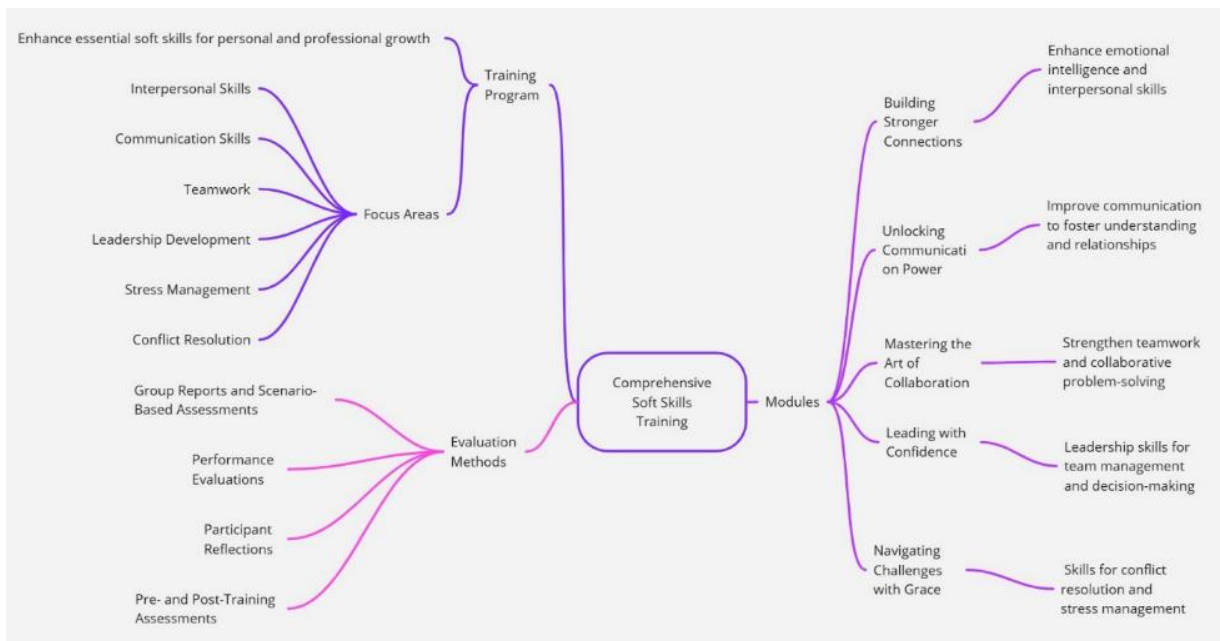 Enhance essential soft skills for personal and professional growth
Training
Program
Interpersonal Skills
Communication Skills
Teamwork
Leadership Development
Stress Management
Conflict Resolution
Focus Areas
Group Reports and Scenario-
Based Assessments
Performance
Evaluations
Participant
Reflections
Pre- and Post-Training
Assessments
Evaluation
Methods
Comprehensive
Soft Skills
Training
Modules
Building
Stronger
Connections
Enhance emotional
intelligence and
interpersonal skills
Unlocking
Communicati
on Power
Improve communication
to foster understanding
and relationships
Mastering the
Art of
Collaboration
Strengthen teamwork
and collaborative
problem-solving
Leading with
Confidence
Leadership skills for
team management
and decision-making
Navigating
Challenges
with Grace
Skills for conflict
resolution and
stress management